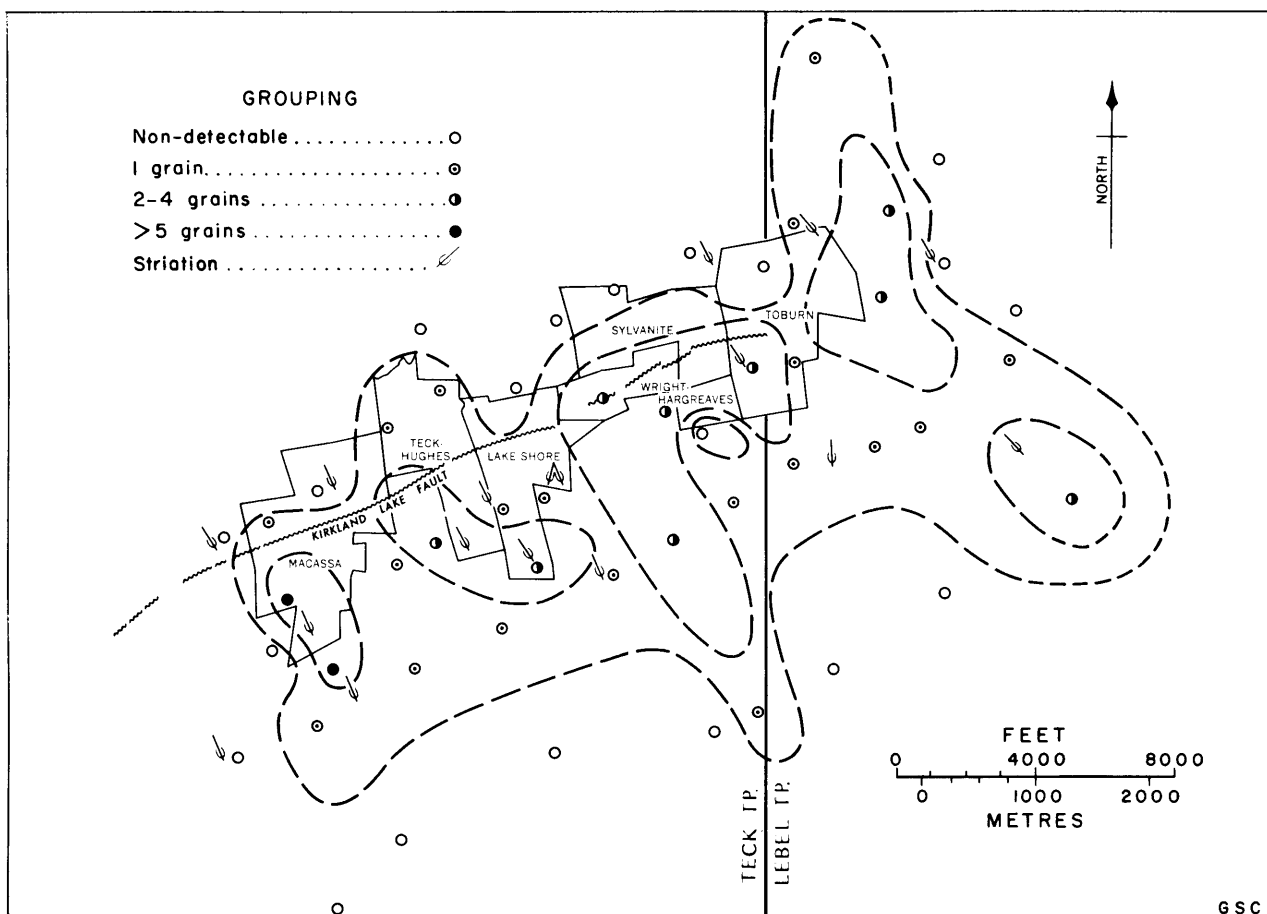 GROUPING
Non-detectable ............
1 grain....................
2-4 grains ................
>5 grains..................
Striation ..................
NORTH
TOBURN
SYLVANITE
WRIGHT-
HARGREAVES
TECK-
HUGHES
LAKE SHORE
KIRKLAND LAKE FAULT
MACASSA
TECK TP.
LEBEL TP.
FEET
0 4000 8000
0 1000 2000
METRES
GSC